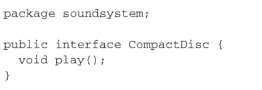 package soundsystem;
public interface CompactDisc {
  void play();
}